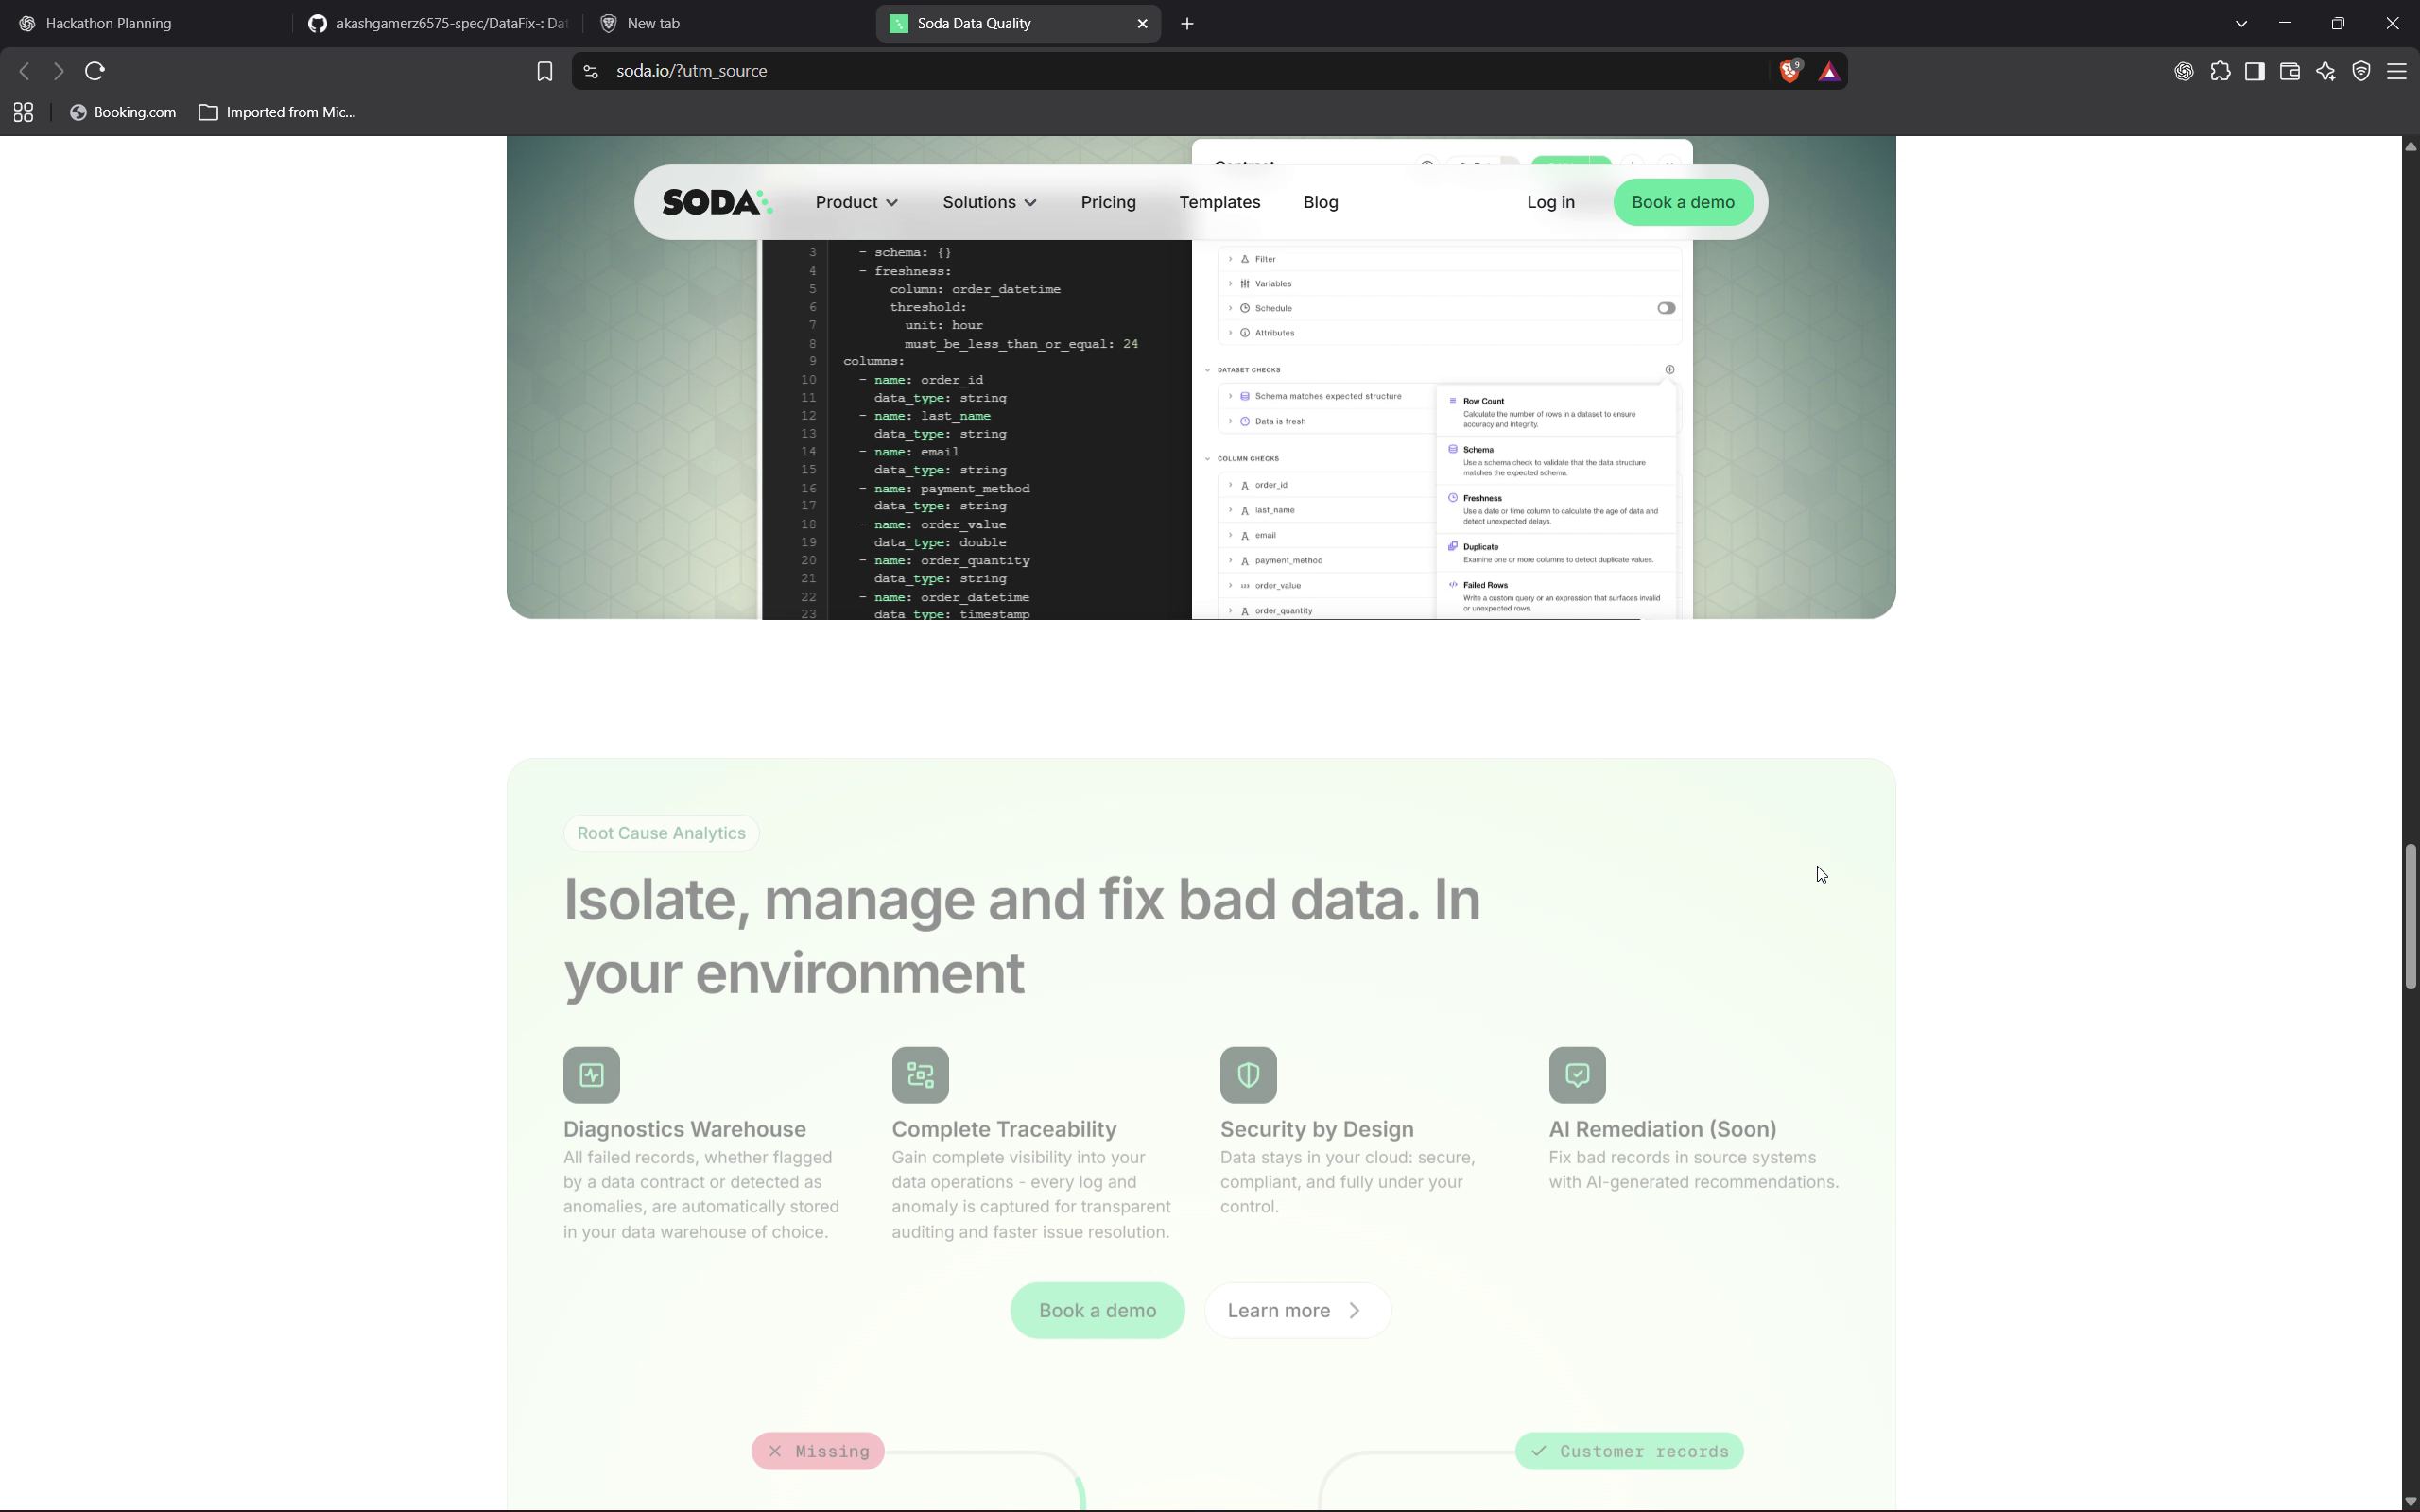 Hackathon Planning
akashgamerz6575-spec/DataFix-: Dat
New tab
Soda Data Quality
soda.io/?utm_source
9
Booking.com
Imported from Mic...
SODA
Product
Solutions
Pricing
Templates
Blog
Log in
Book a demo
3 - schema: {}
4 - freshness:
5 column: order_datetime
6 threshold:
7 unit: hour
8 must_be_less_than_or_equal: 24
9 columns:
10 - name: order_id
11 data_type: string
12 - name: last_name
13 data_type: string
14 - name: email
15 data_type: string
16 - name: payment_method
17 data_type: string
18 - name: order_value
19 data_type: double
20 - name: order_quantity
21 data_type: string
22 - name: order_datetime
23 data_type: timestamp
Filter
Variables
Schedule
Attributes
DATASET CHECKS
Schema matches expected structure
Data is fresh
COLUMN CHECKS
order_id
last_name
email
payment_method
order_value
order_quantity
Row Count
Calculate the number of rows in a dataset to ensure
accuracy and integrity.
Schema
Use a schema check to validate that the data structure
matches the expected schema.
Freshness
Use a date or time column to calculate the age of data and
detect unexpected delays.
Duplicate
Examine one or more columns to detect duplicate values.
Failed Rows
Write a custom query or an expression that surfaces invalid
or unexpected rows.
Root Cause Analytics
Isolate, manage and fix bad data. In
your environment
Diagnostics Warehouse
All failed records, whether flagged
by a data contract or detected as
anomalies, are automatically stored
in your data warehouse of choice.
Complete Traceability
Gain complete visibility into your
data operations - every log and
anomaly is captured for transparent
auditing and faster issue resolution.
Security by Design
Data stays in your cloud: secure,
compliant, and fully under your
control.
AI Remediation (Soon)
Fix bad records in source systems
with AI-generated recommendations.
Book a demo
Learn more
Missing
Customer records